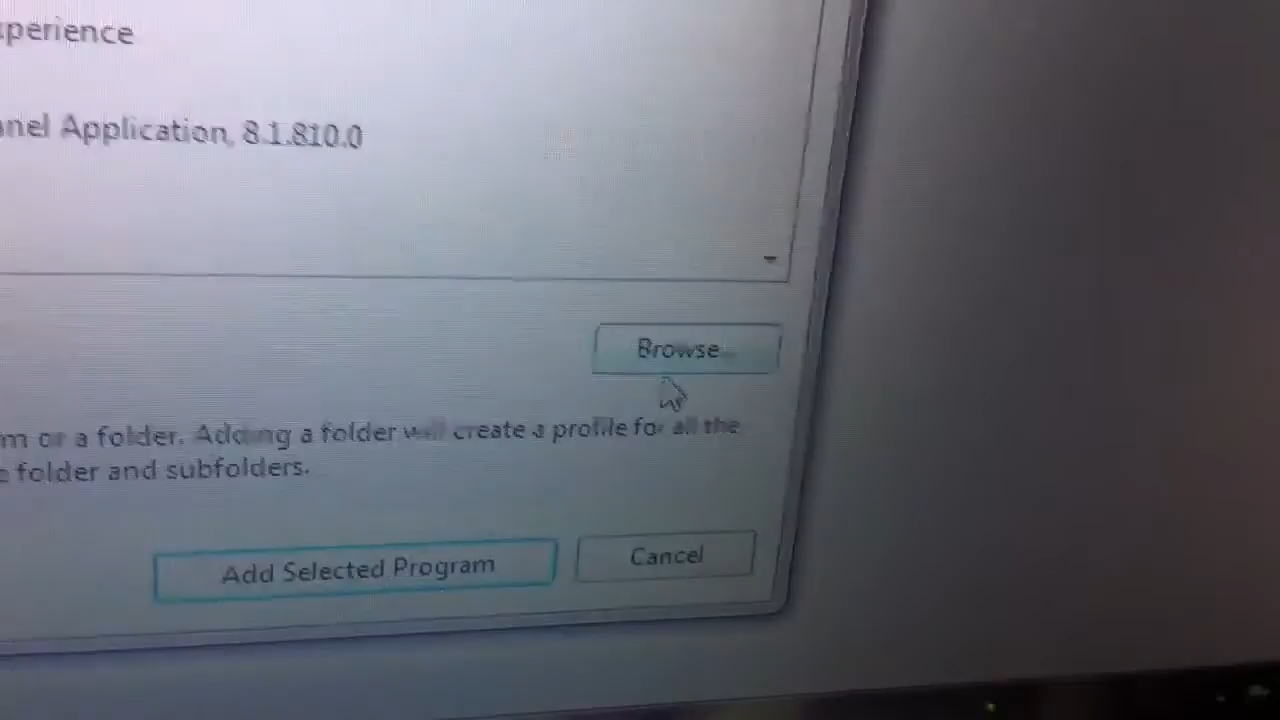 xperience
anel Application, 8.1.810.0
Browse...
m or a folder. Adding a folder will create a profile for all the
e folder and subfolders.
Add Selected Program
Cancel